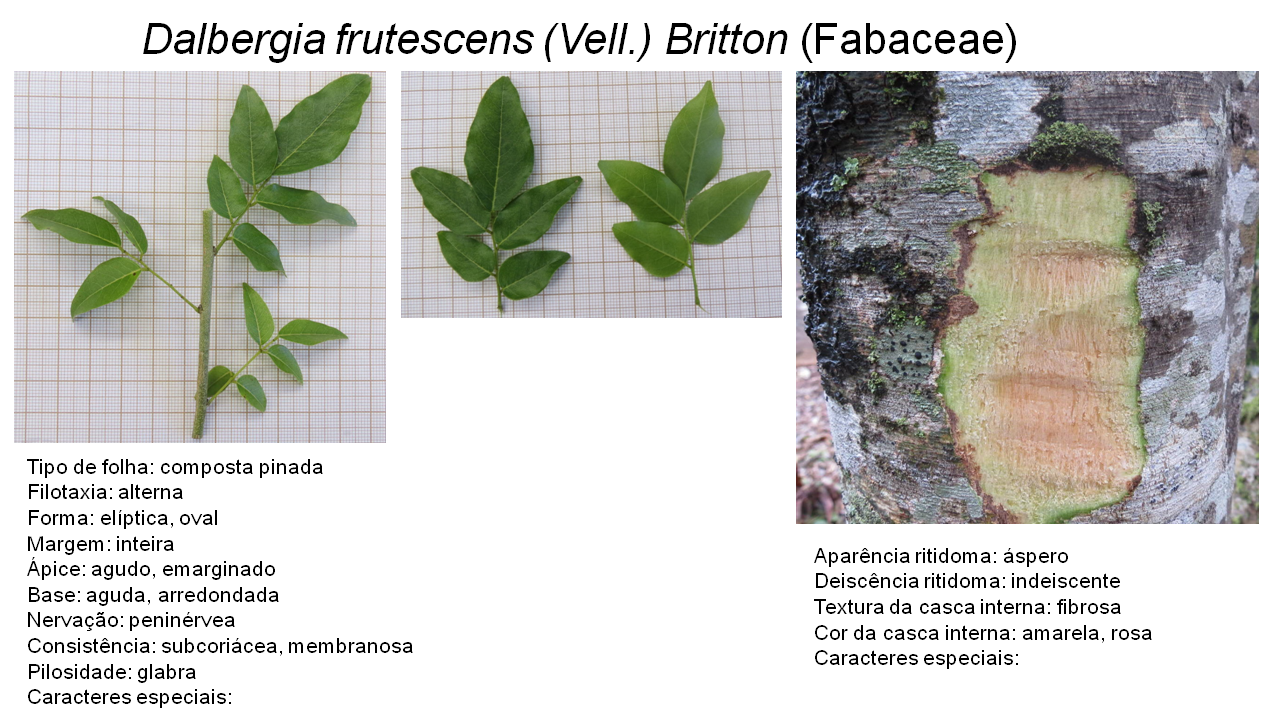 Dalbergia frutescens (Vell.) Britton (Fabaceae)
Tipo de folha: composta pinada
Filotaxia: alterna
Forma: elíptica, oval
Margem: inteira
Ápice: agudo, emarginado
Base: aguda, arredondada
Nervação: peninérvea
Consistência: subcoriácea, membranosa
Pilosidade: glabra
Caracteres especiais:
Aparência ritidoma: áspero
Deiscência ritidoma: indeiscente
Textura da casca interna: fibrosa
Cor da casca interna: amarela, rosa
Caracteres especiais: